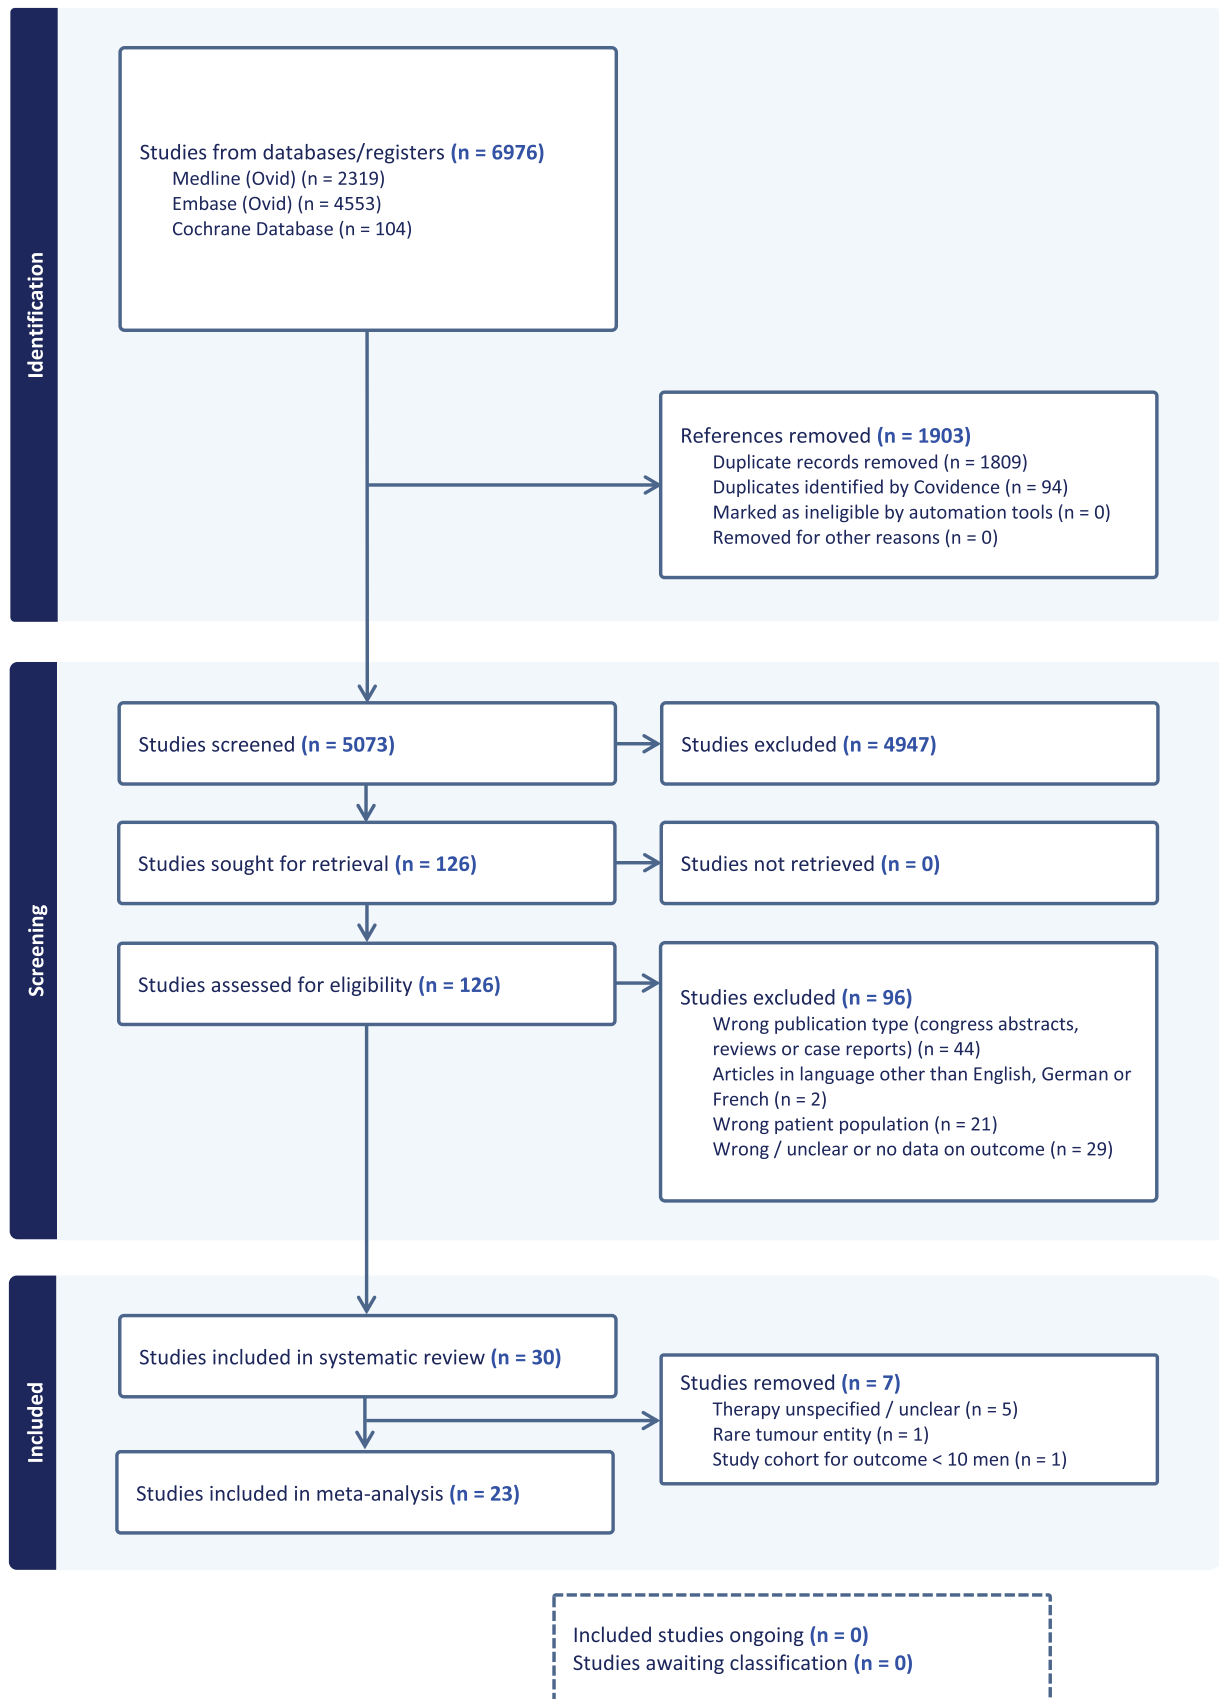 Identification
Studies from databases/registers (n = 6976)
Medline (Ovid) (n = 2319)
Embase (Ovid) (n = 4553)
Cochrane Database (n = 104)
References removed (n = 1903)
Duplicate records removed (n = 1809)
Duplicates identified by Covidence (n = 94)
Marked as ineligible by automation tools (n = 0)
Removed for other reasons (n = 0)
Screening
Studies screened (n = 5073)
Studies excluded (n = 4947)
Studies sought for retrieval (n = 126)
Studies not retrieved (n = 0)
Studies assessed for eligibility (n = 126)
Studies excluded (n = 96)
Wrong publication type (congress abstracts,
reviews or case reports) (n = 44)
Articles in language other than English, German or
French (n = 2)
Wrong patient population (n = 21)
Wrong / unclear or no data on outcome (n = 29)
Included
Studies included in systematic review (n = 30)
Studies removed (n = 7)
Therapy unspecified / unclear (n = 5)
Rare tumour entity (n = 1)
Study cohort for outcome < 10 men (n = 1)
Studies included in meta-analysis (n = 23)
Included studies ongoing (n = 0)
Studies awaiting classification (n = 0)